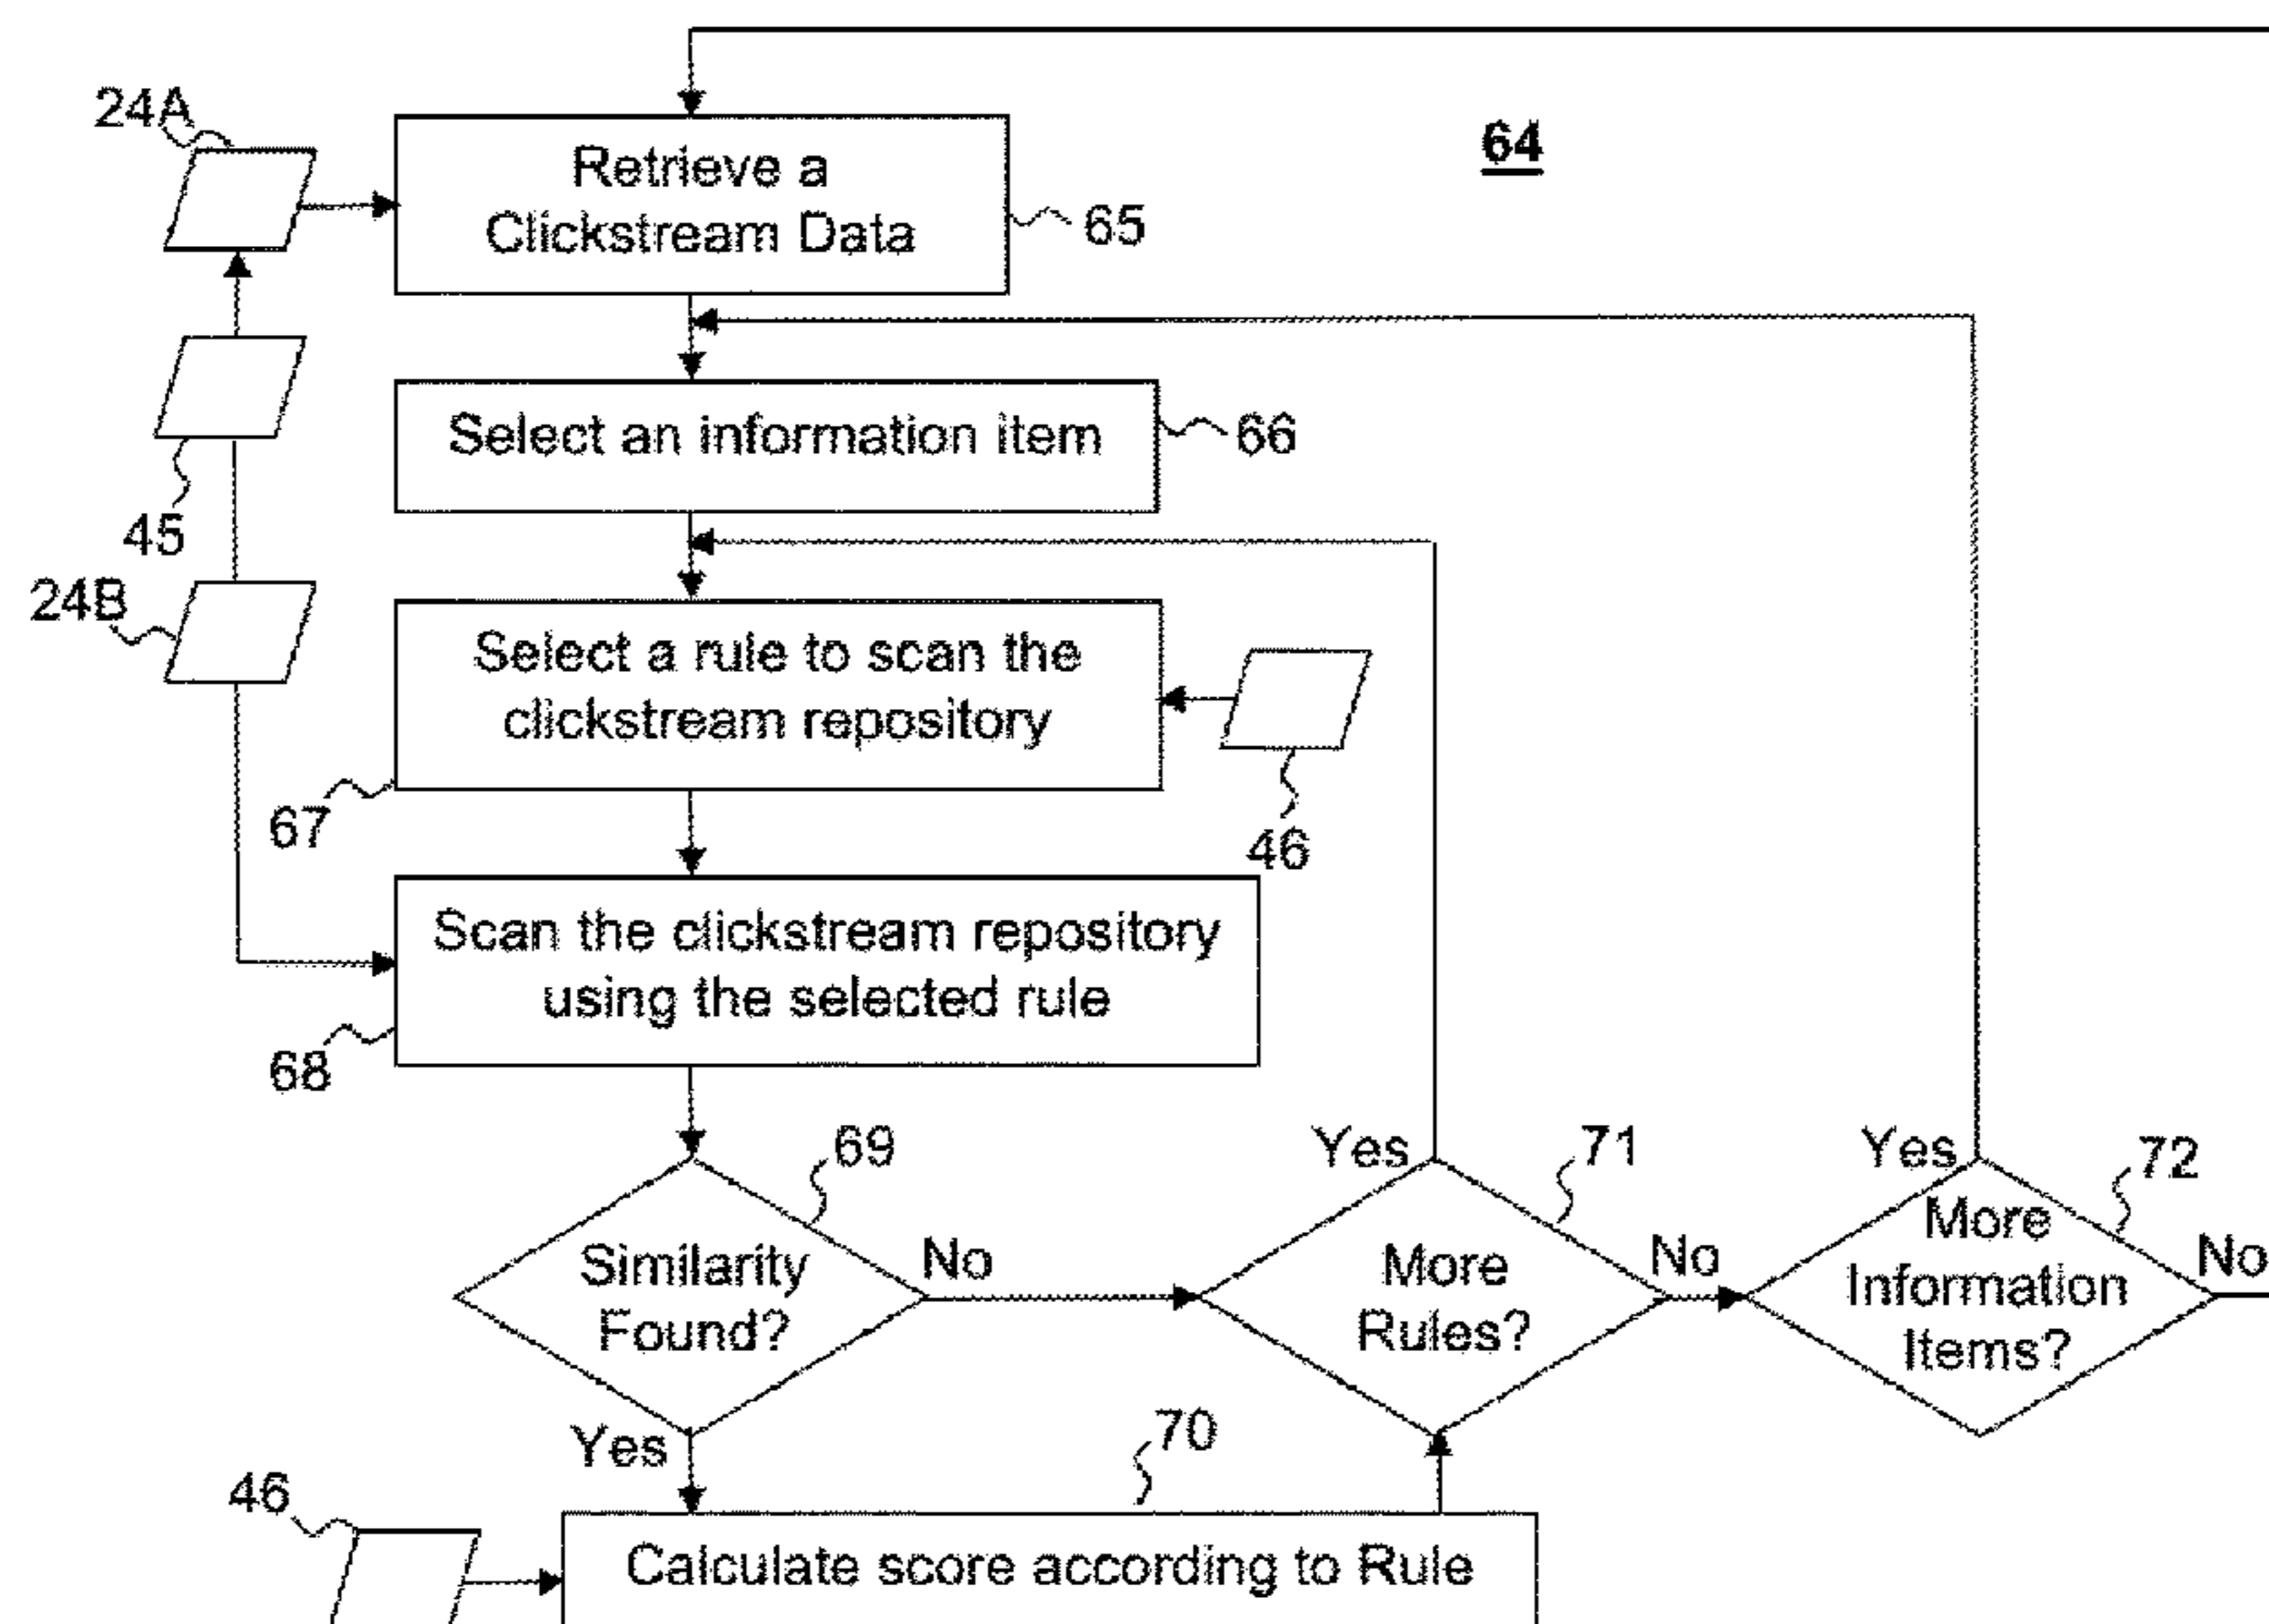 24A
64
Retrieve a
Clickstream Data
65
Select an information item
66
45
24B
Select a rule to scan the
clickstream repository
67
46
Scan the clickstream repository
using the selected rule
68
69
Yes
71
Yes
72
Similarity
Found?
No
More
Rules?
No
More
Information
Items?
No
Yes
70
46
Calculate score according to Rule